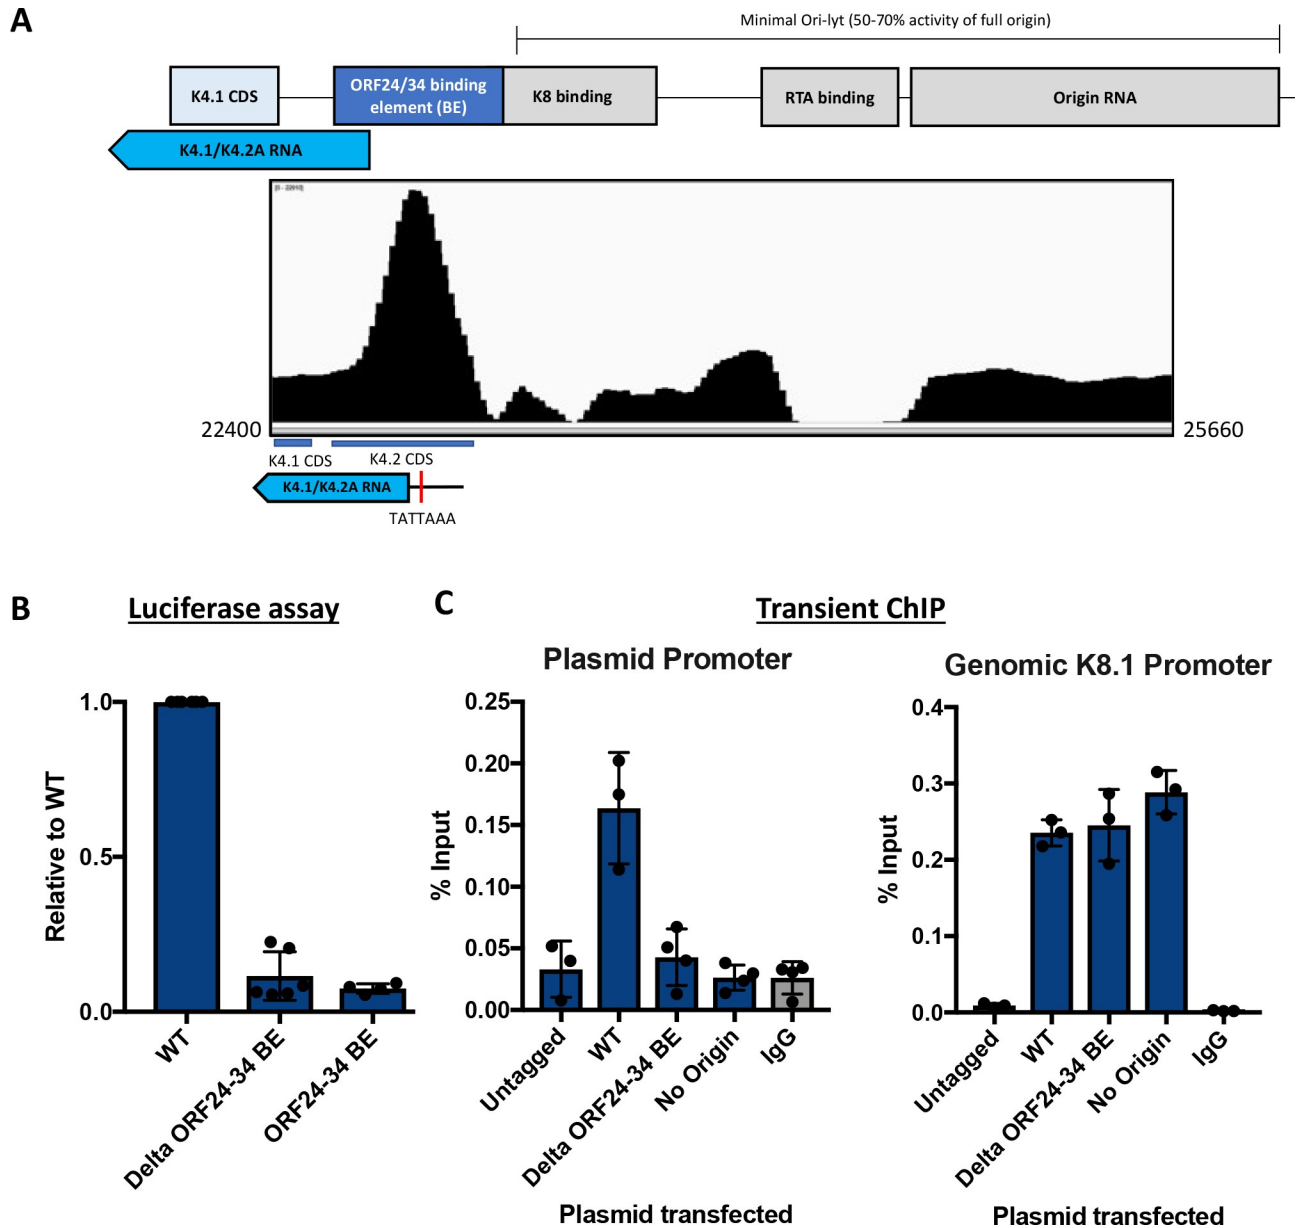 A
Minimal Ori-lyt (50-70% activity of full origin)
K4.1 CDS
ORF24/34 binding
element (BE)
K8 binding
RTA binding
Origin RNA
K4.1/K4.2A RNA
22400
25660
K4.1 CDS
K4.2 CDS
K4.1/K4.2A RNA
TATTAAA
B
Luciferase assay
Relative to WT
1.0
0.5
0.0
WT
Delta ORF24-34 BE
ORF24-34 BE
C
Transient ChIP
Plasmid Promoter
% Input
0.25
0.20
0.15
0.10
0.05
0.00
Untagged
WT
Delta ORF24-34 BE
No Origin
IgG
Plasmid transfected
Genomic K8.1 Promoter
% Input
0.4
0.3
0.2
0.1
0.0
Untagged
WT
Delta ORF24-34 BE
No Origin
IgG
Plasmid transfected